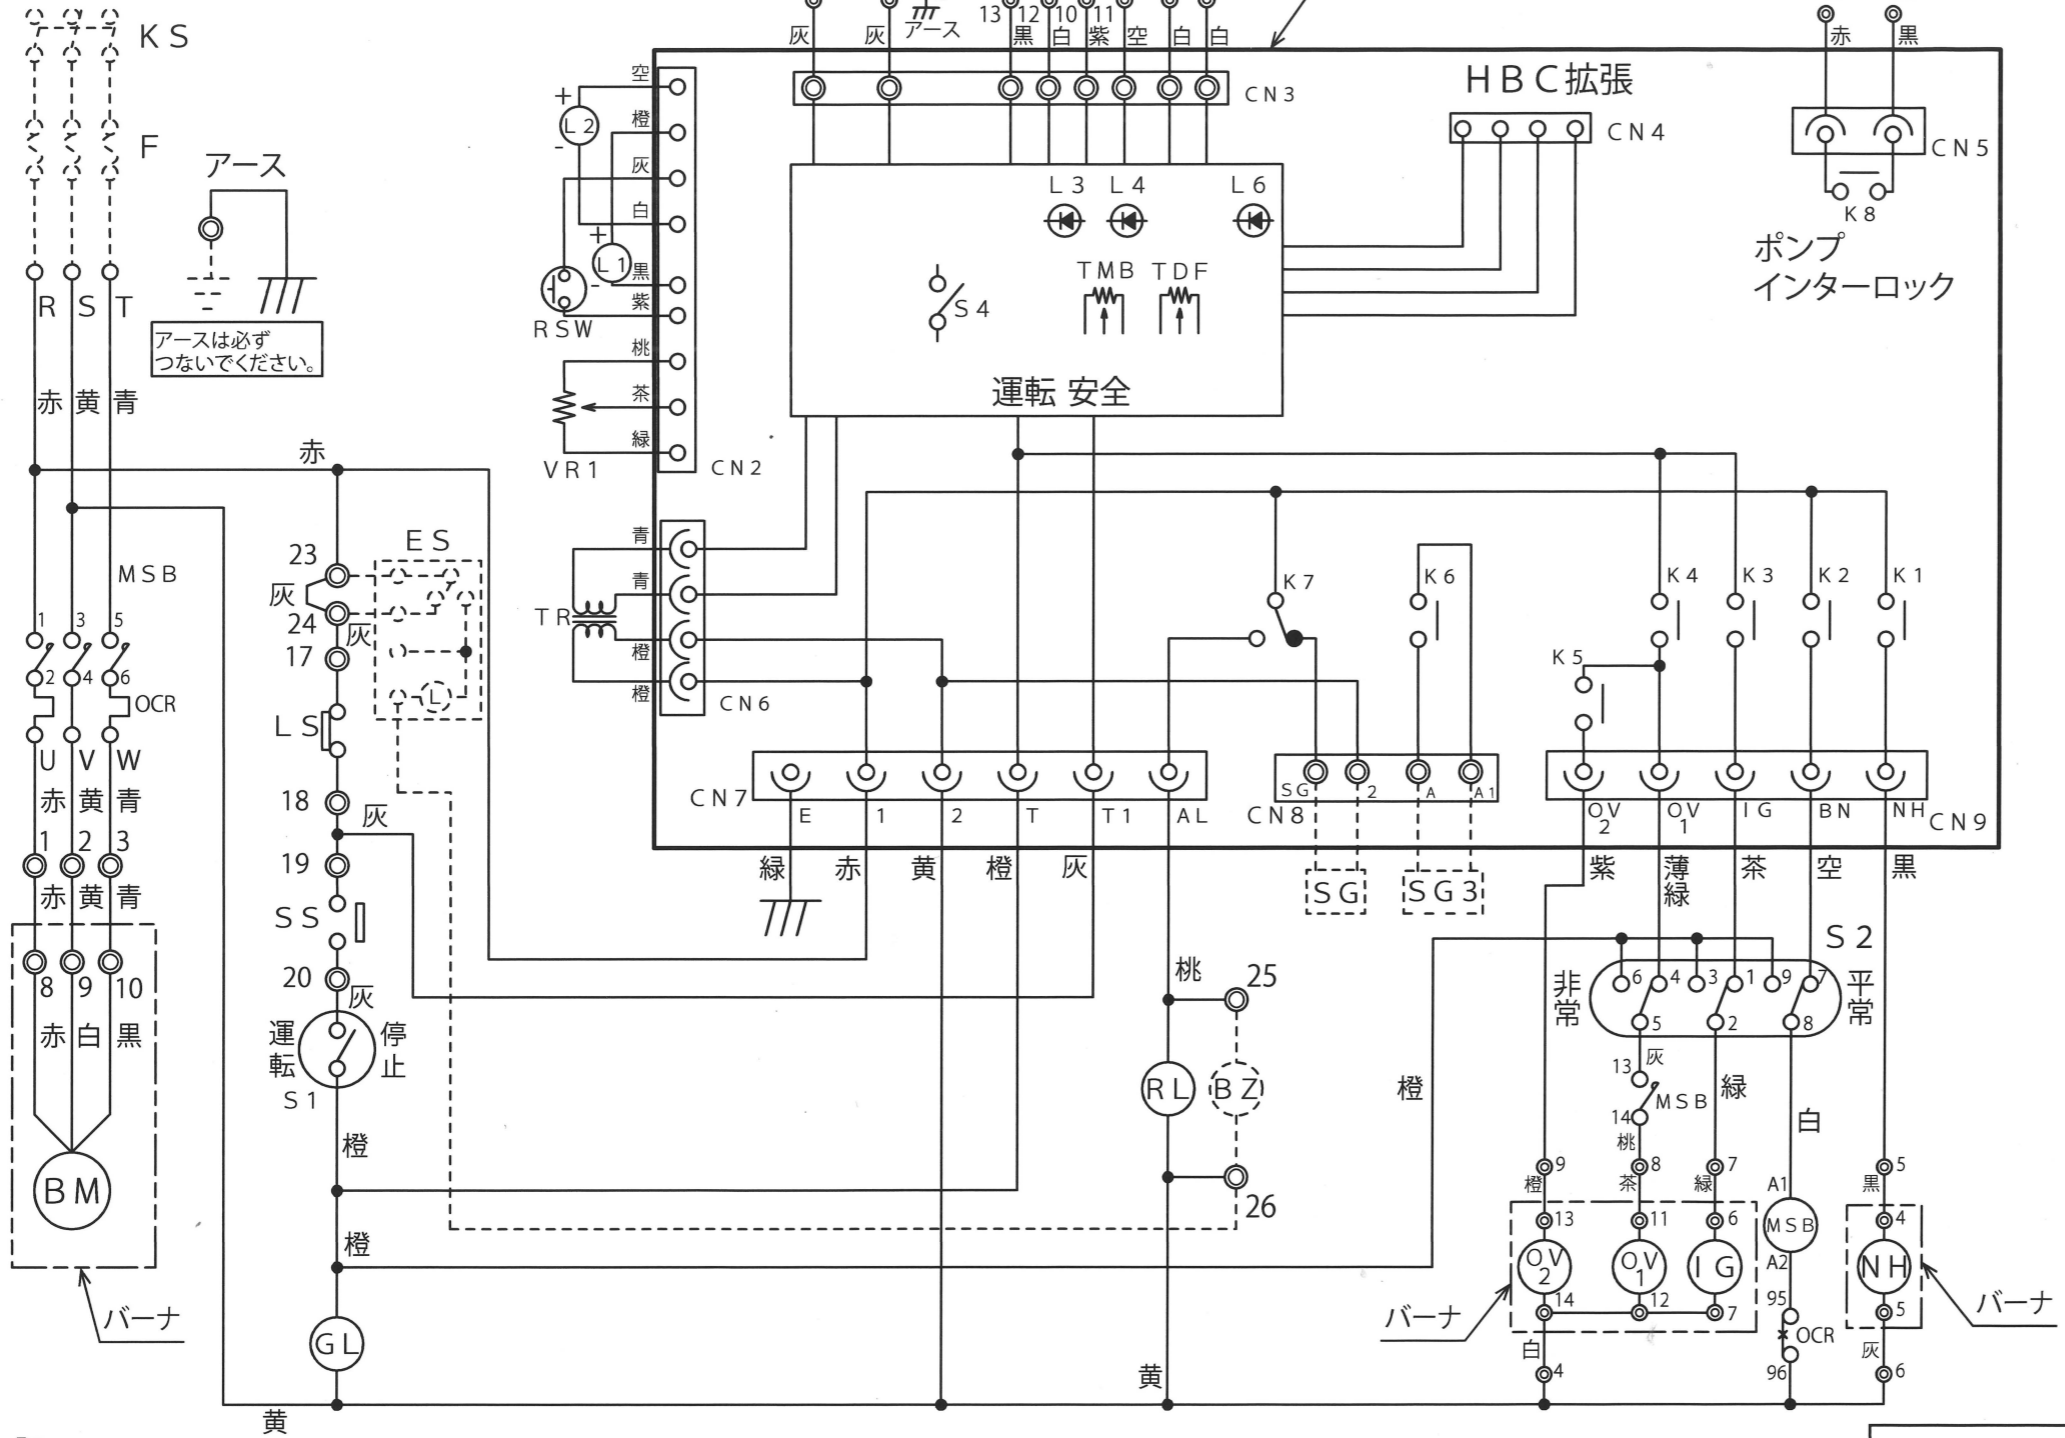 KS
F
アース
R S T
アースは必ず
つないでください。
赤 黄 青
赤
MSB
1 3 5
2 4 6
OCR
U V W
赤 黄 青
1 2 3
赤 黄 青
8 9 10
赤 白 黒
BM
バーナ
23
灰
24
灰
17
ES
L
LS
18
灰
19
SS
20
灰
運転
停止
S1
橙
橙
GL
黄
灰 灰 アース 13 12 10 11
黒 白 紫 空 白 白
CN3
空
+
L2
-
橙
灰
白
+
L1
-
黒
紫
RSW
桃
茶
緑
VR1
CN2
L3 L4 L6
TMB TDF
S4
運転 安全
HBC拡張
CN4
赤 黒
CN5
K8
ポンプ
インターロック
青
青
TR
橙
橙
CN6
K7
K6
K4 K3 K2 K1
K5
CN7
E 1 2 T T1 AL
緑 赤 黄 橙 灰
CN8
SG 2 A A1
SG SG3
OV2 OV1 IG BN NH
CN9
紫 薄緑 茶 空 黒
桃
25
RL BZ
26
黄
橙
S2
非常
6 4 3 1 9 7
平常
5 2 8
13 灰
MSB
14
桃
緑
白
9 8 7 5
橙 茶 緑 A1 黒
13 11 6 4
OV2 OV1 IG MSB NH
A2
14 12 7 5
95
OCR
96
白
4
灰
6
バーナ
バーナ